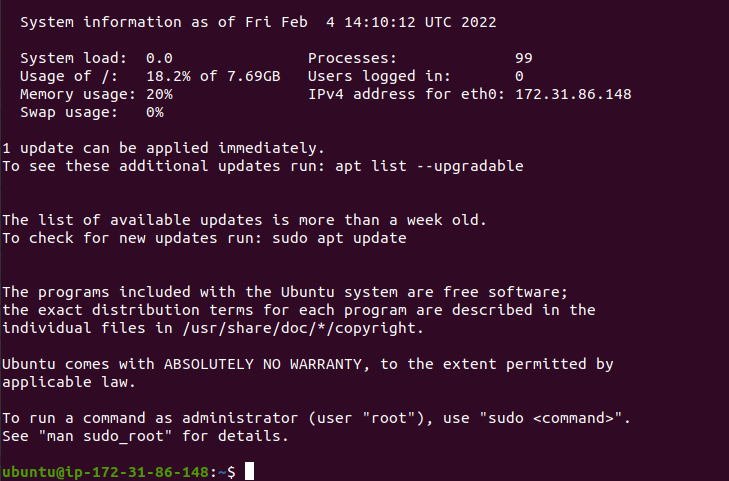 System information as of Fri Feb  4 14:10:12 UTC 2022
System load:  0.0                Processes:             99
Usage of /:   18.2% of 7.69GB   Users logged in:       0
Memory usage: 20%               IPv4 address for eth0: 172.31.86.148
Swap usage:   0%
1 update can be applied immediately.
To see these additional updates run: apt list --upgradable
The list of available updates is more than a week old.
To check for new updates run: sudo apt update
The programs included with the Ubuntu system are free software;
the exact distribution terms for each program are described in the
individual files in /usr/share/doc/*/copyright.
Ubuntu comes with ABSOLUTELY NO WARRANTY, to the extent permitted by
applicable law.
To run a command as administrator (user "root"), use "sudo <command>".
See "man sudo_root" for details.
ubuntu@ip-172-31-86-148:~$